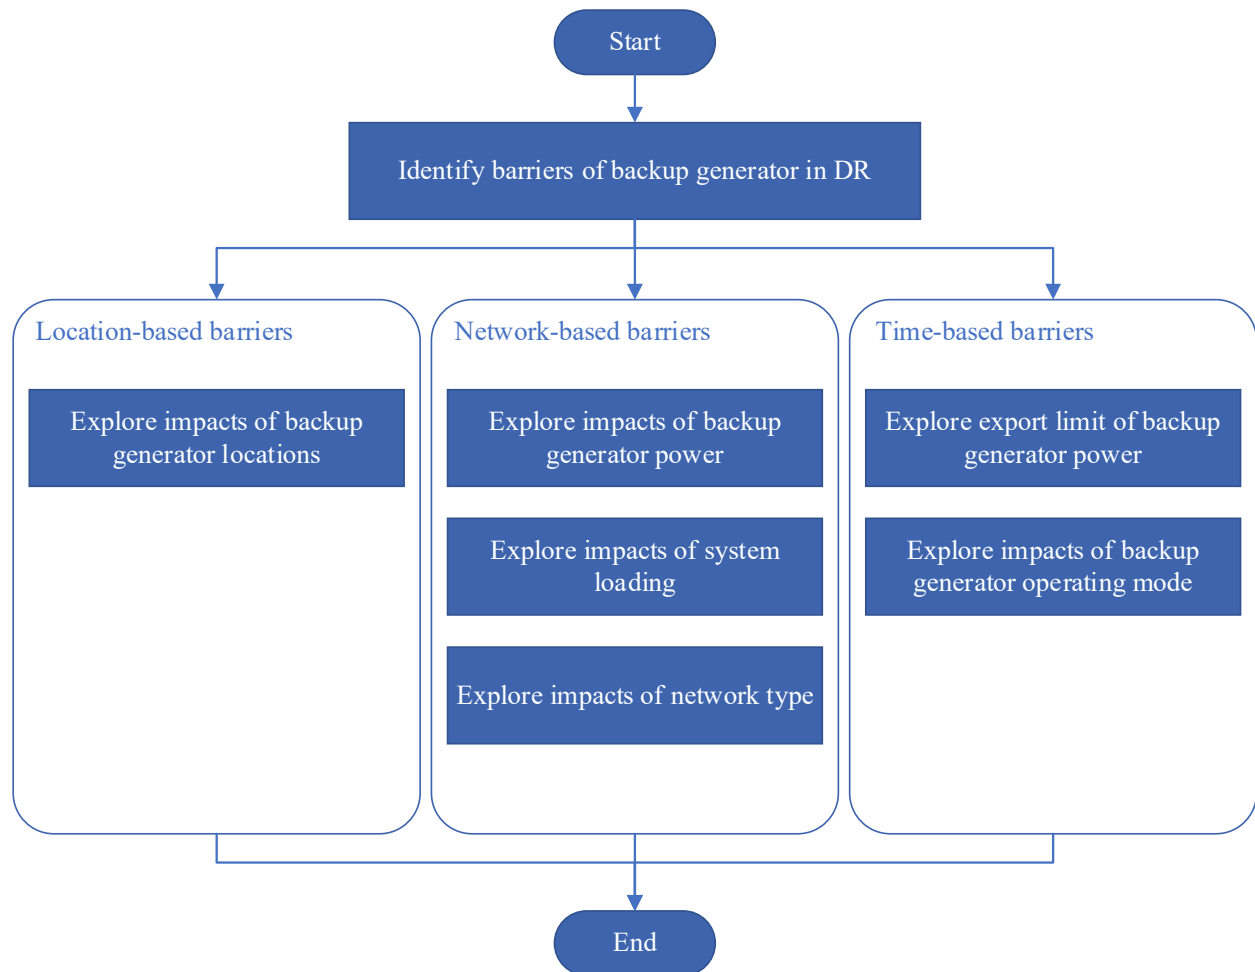 Start
Identify barriers of backup generator in DR
Location-based barriers
Explore impacts of backup
generator locations
Network-based barriers
Explore impacts of backup
generator power
Explore impacts of system
loading
Explore impacts of network type
Time-based barriers
Explore export limit of backup
generator power
Explore impacts of backup
generator operating mode
End